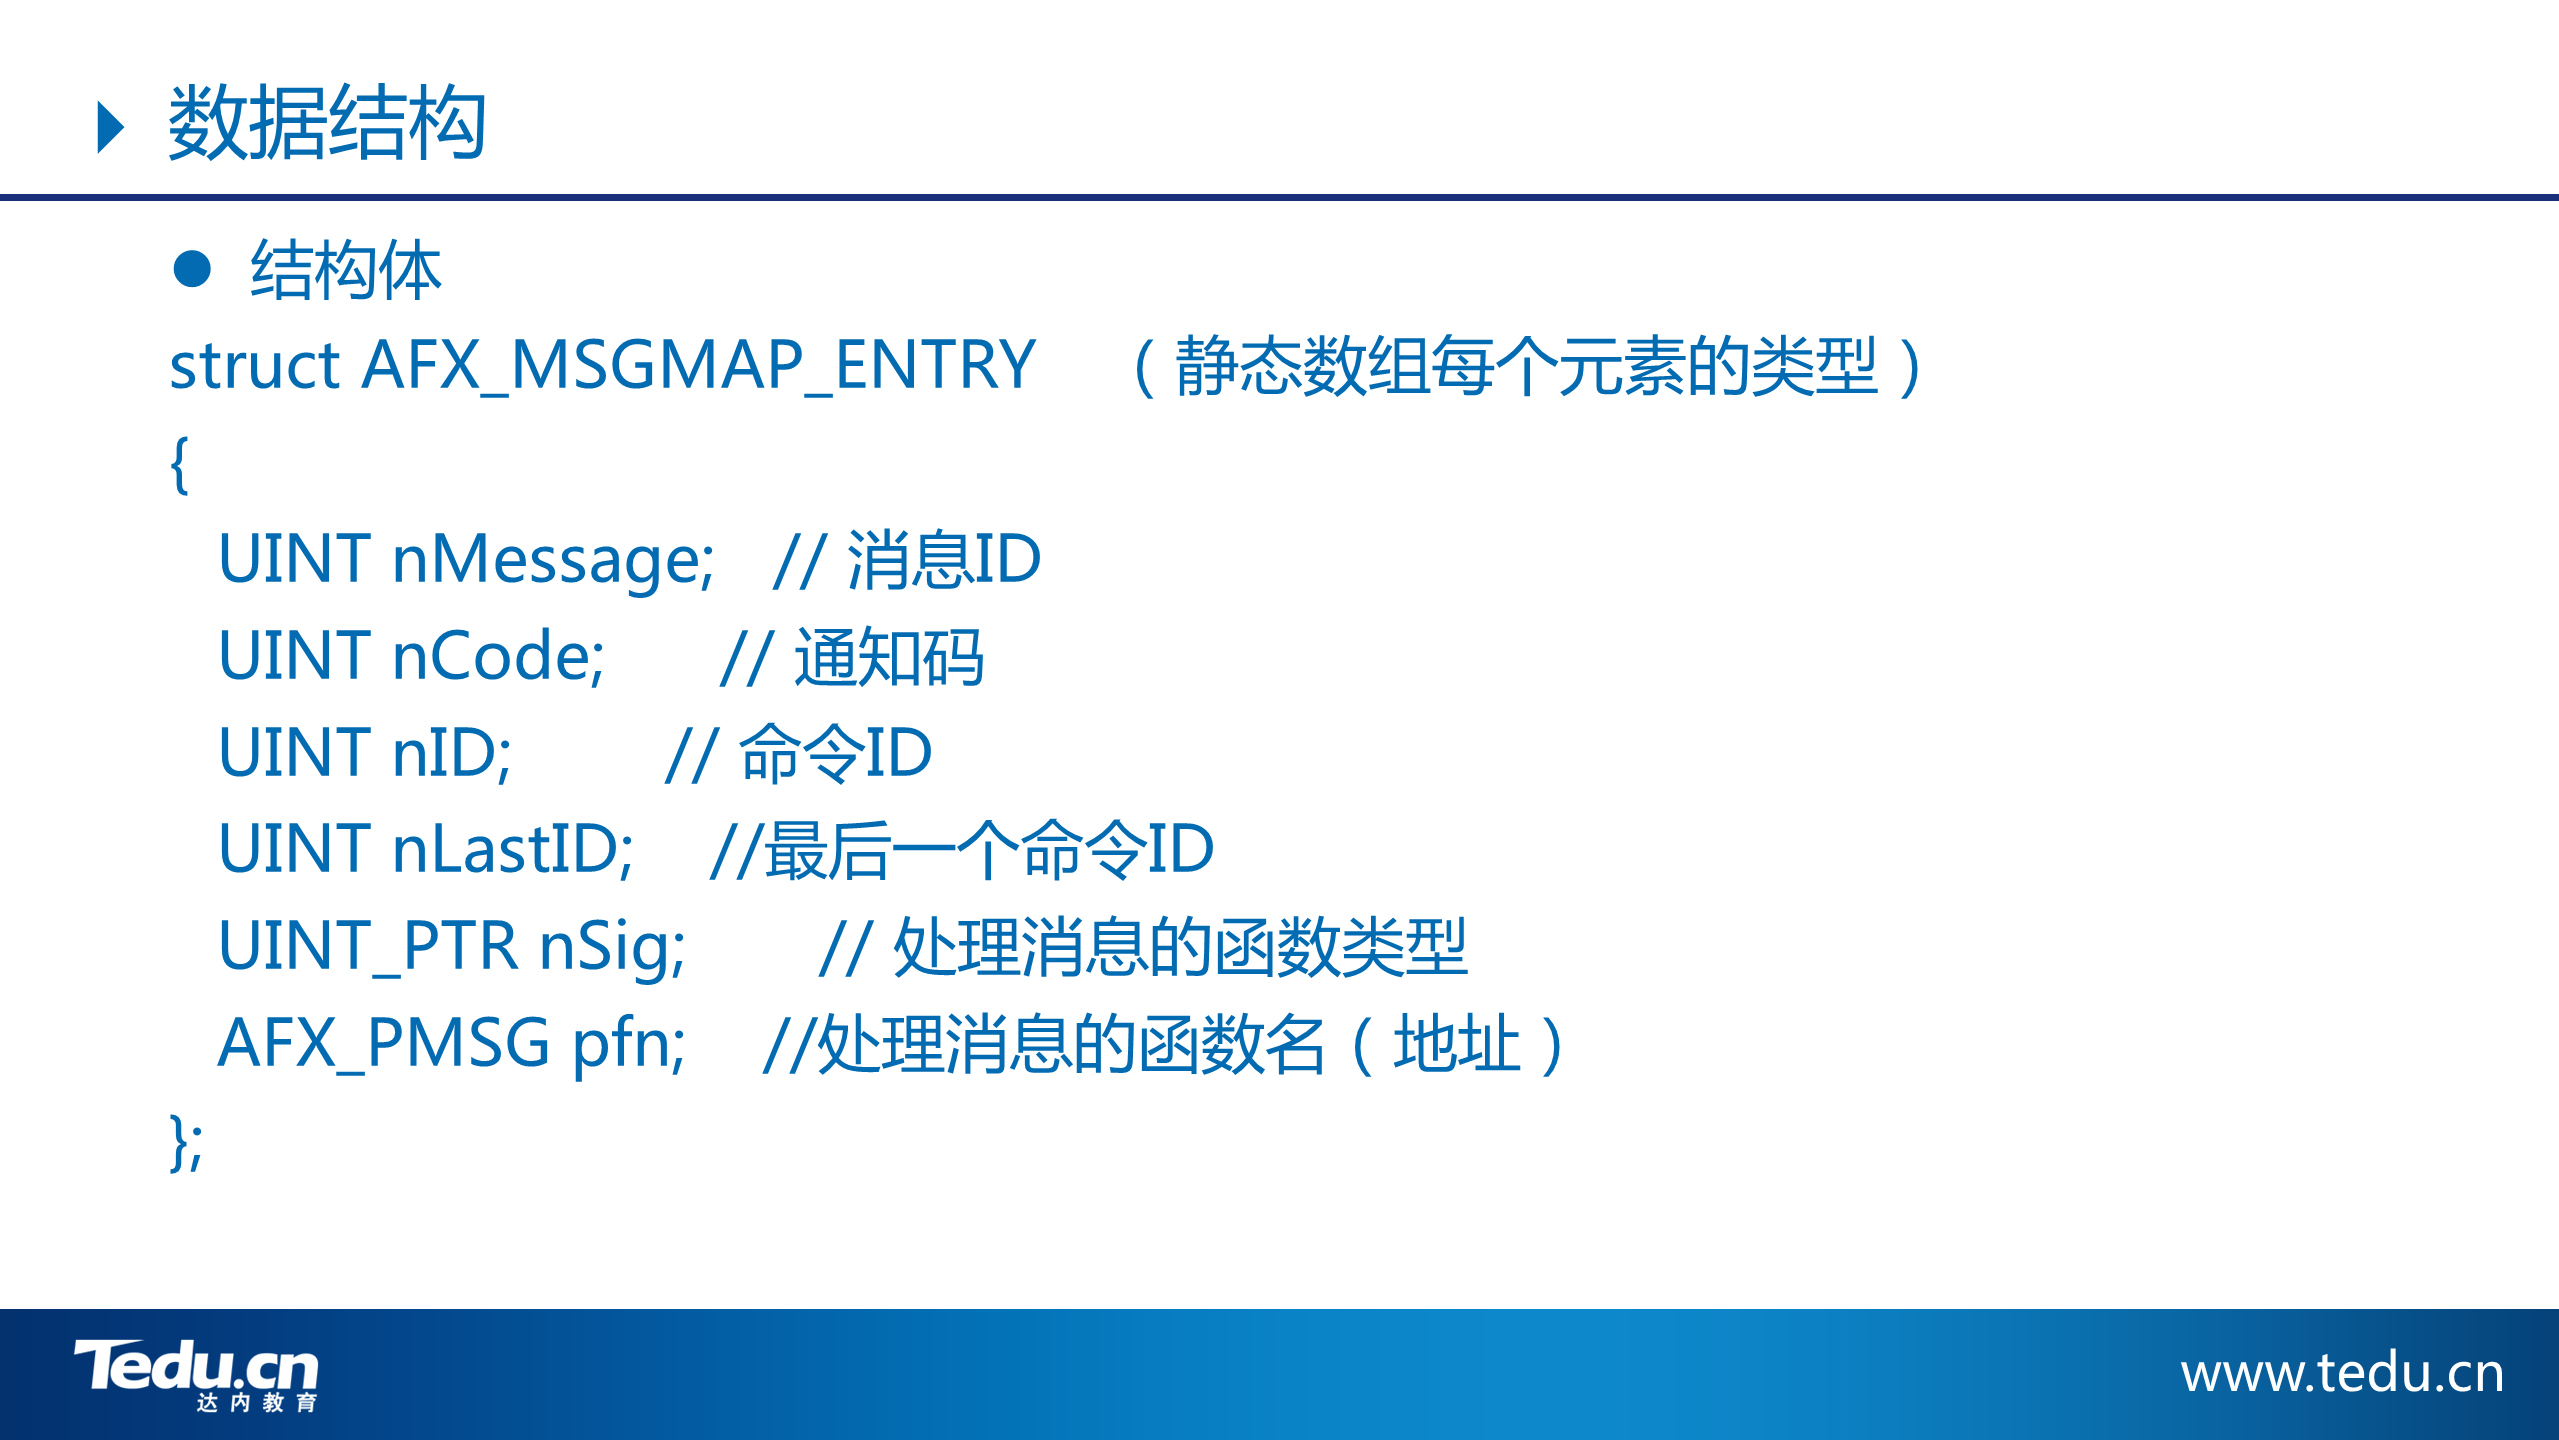 数据结构
结构体
struct AFX_MSGMAP_ENTRY （静态数组每个元素的类型）
{
UINT nMessage; // 消息ID
UINT nCode; // 通知码
UINT nID; // 命令ID
UINT nLastID; //最后一个命令ID
UINT_PTR nSig; // 处理消息的函数类型
AFX_PMSG pfn; //处理消息的函数名（地址）
};
Tedu.cn
达内教育
www.tedu.cn